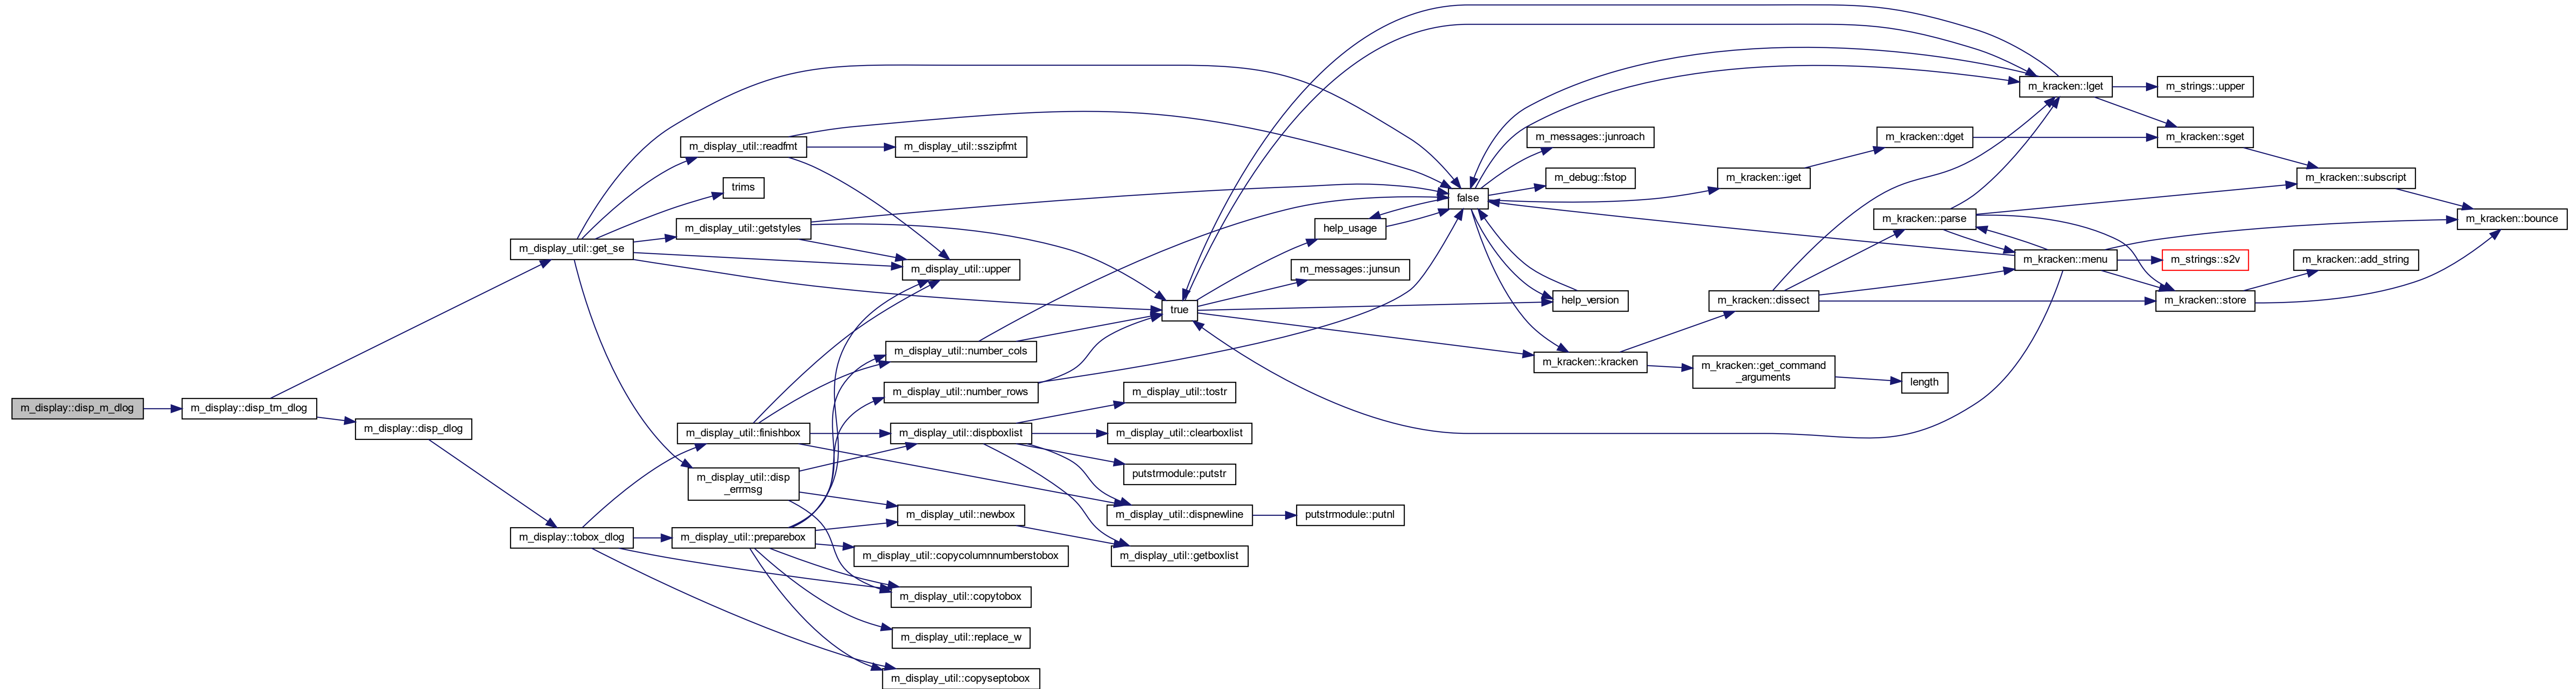 m_display::disp_m_dlog
m_display::disp_tm_dlog
m_display_util::get_se
m_display::disp_dlog
m_display::tobox_dlog
m_display_util::readfmt
trims
m_display_util::getstyles
m_display_util::finishbox
m_display_util::disp
_errmsg
m_display_util::preparebox
m_display_util::sszipfmt
m_display_util::upper
m_display_util::number_cols
m_display_util::number_rows
m_display_util::dispboxlist
m_display_util::newbox
m_display_util::copycolumnnumberstobox
m_display_util::copytobox
m_display_util::replace_w
m_display_util::copyseptobox
true
m_display_util::tostr
m_display_util::clearboxlist
putstrmodule::putstr
m_display_util::dispnewline
m_display_util::getboxlist
help_usage
m_messages::junsun
putstrmodule::putnl
false
m_messages::junroach
m_debug::fstop
help_version
m_kracken::kracken
m_kracken::iget
m_kracken::dissect
m_kracken::get_command
_arguments
m_kracken::dget
m_kracken::parse
length
m_kracken::lget
m_kracken::menu
m_strings::upper
m_kracken::sget
m_strings::s2v
m_kracken::store
m_kracken::subscript
m_kracken::add_string
m_kracken::bounce